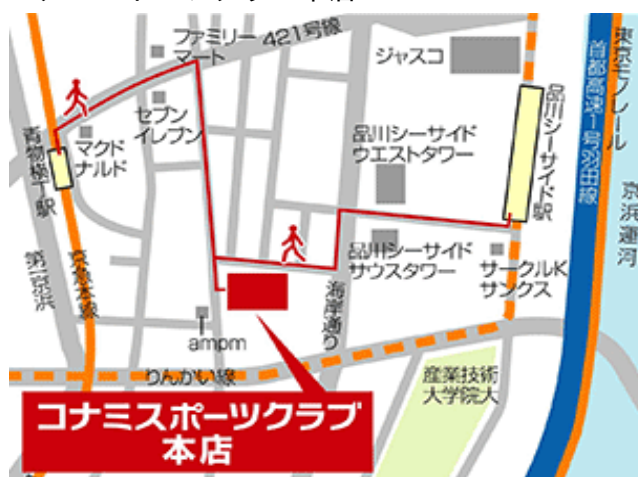 ファミリー
マート
421号線
ジャスコ
セブン
イレブン
マクド
ナルド
青物横丁駅
品川シーサイド
ウエストタワー
品川シーサイド駅
首都高速1号羽田線
東京モノレール
京浜運河
品川シーサイド
サウスタワー
サークルK
サンクス
第一京浜
京急本線
海岸通り
ampm
りんかい線
産業技術
大学院大
コナミスポーツクラブ
本店